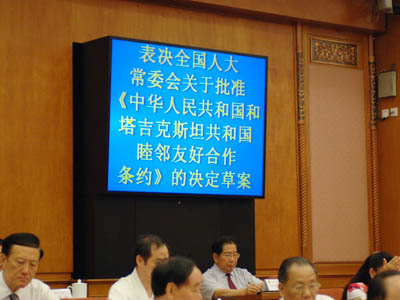 表决全国人大
常委会关于批准
《中华人民共和国和
塔吉克斯坦共和国
睦邻友好合作
条约》的决定草案